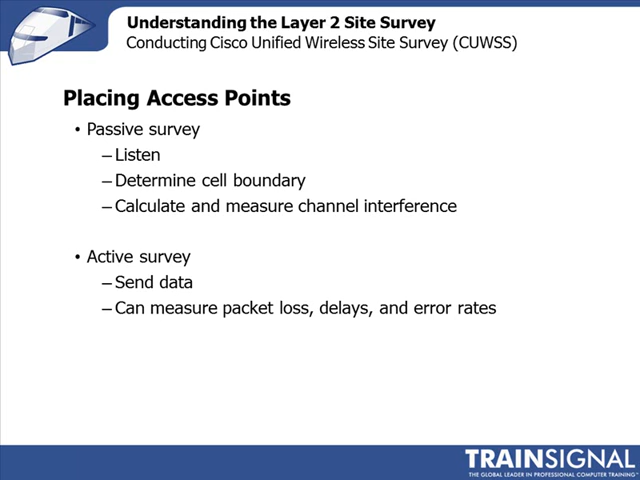 Understanding the Layer 2 Site Survey
Conducting Cisco Unified Wireless Site Survey (CUWSS)
Placing Access Points
• Passive survey
– Listen
– Determine cell boundary
– Calculate and measure channel interference
• Active survey
– Send data
– Can measure packet loss, delays, and error rates
TRAINSIGNAL
THE GLOBAL LEADER IN PROFESSIONAL COMPUTER TRAINING™